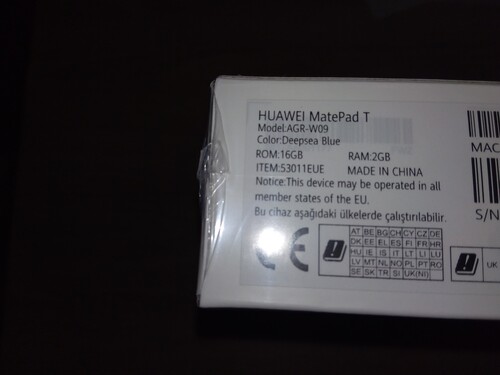 HUAWEI MatePad T
Model:AGR-W09
Color:Deepsea Blue
ROM:16GB RAM:2GB
ITEM:53011EUE MADE IN CHINA
Notice:This device may be operated in all
member states of the EU.
Bu cihaz aşağıdaki ülkelerde çalıştırılabilir.
CE
AT BE BG CH CY CZ DE
DK EE EL ES FI FR HR
HU IE IS IT LT LI LU
LV MT NL NO PL PT RO
SE SK TR SI UK(NI)
UK
MAC
S/N